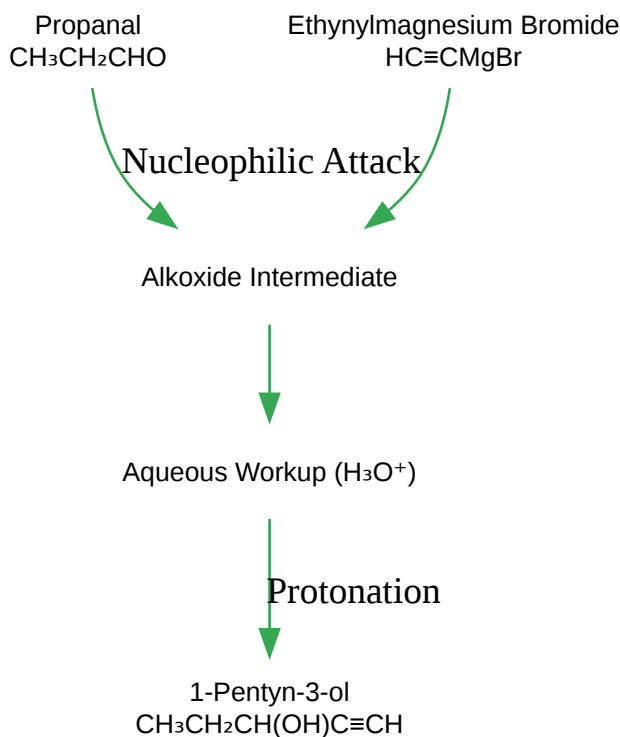 Propanal
CH₃CH₂CHO
Ethynylmagnesium Bromide
HC≡CMgBr
Nucleophilic Attack
Alkoxide Intermediate
Aqueous Workup (H₃O⁺)
Protonation
1-Pentyn-3-ol
CH₃CH₂CH(OH)C≡CH